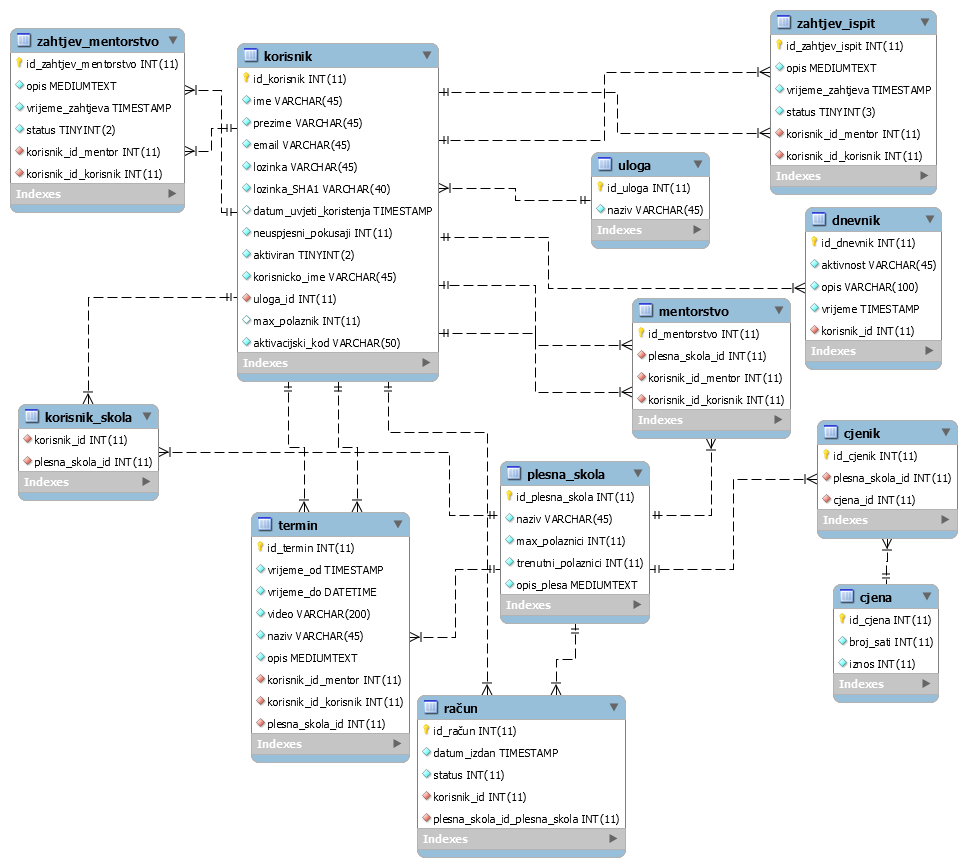 zahtjev_mentorstvo
id_zahtjev_mentorstvo INT(11)
opis MEDIUMTEXT
vrijeme_zahtjeva TIMESTAMP
status TINYINT(2)
korisnik_id_mentor INT(11)
korisnik_id_korisnik INT(11)
Indexes
korisnik
id_korisnik INT(11)
ime VARCHAR(45)
prezime VARCHAR(45)
email VARCHAR(45)
lozinka VARCHAR(45)
lozinka_SHA1 VARCHAR(40)
datum_uvjeti_koristenja TIMESTAMP
neuspjesni_pokusaji INT(11)
aktiviran TINYINT(2)
korisnicko_ime VARCHAR(45)
uloga_id INT(11)
max_polaznik INT(11)
aktivacijski_kod VARCHAR(50)
Indexes
zahtjev_ispit
id_zahtjev_ispit INT(11)
opis MEDIUMTEXT
vrijeme_zahtjeva TIMESTAMP
status TINYINT(3)
korisnik_id_mentor INT(11)
korisnik_id_korisnik INT(11)
Indexes
uloga
id_uloga INT(11)
naziv VARCHAR(45)
Indexes
dnevnik
id_dnevnik INT(11)
aktivnost VARCHAR(45)
opis VARCHAR(100)
vrijeme TIMESTAMP
korisnik_id INT(11)
Indexes
mentorstvo
id_mentorstvo INT(11)
plesna_skola_id INT(11)
korisnik_id_mentor INT(11)
korisnik_id_korisnik INT(11)
Indexes
korisnik_skola
korisnik_id INT(11)
plesna_skola_id INT(11)
Indexes
cjenik
id_cjenik INT(11)
plesna_skola_id INT(11)
cjena_id INT(11)
Indexes
plesna_skola
id_plesna_skola INT(11)
naziv VARCHAR(45)
max_polaznici INT(11)
trenutni_polaznici INT(11)
opis_plesa MEDIUMTEXT
Indexes
termin
id_termin INT(11)
vrijeme_od TIMESTAMP
vrijeme_do DATETIME
video VARCHAR(200)
naziv VARCHAR(45)
opis MEDIUMTEXT
korisnik_id_mentor INT(11)
korisnik_id_korisnik INT(11)
plesna_skola_id INT(11)
Indexes
cjena
id_cjena INT(11)
broj_sati INT(11)
iznos INT(11)
Indexes
račun
id_račun INT(11)
datum_izdan TIMESTAMP
status INT(11)
korisnik_id INT(11)
plesna_skola_id_plesna_skola INT(11)
Indexes